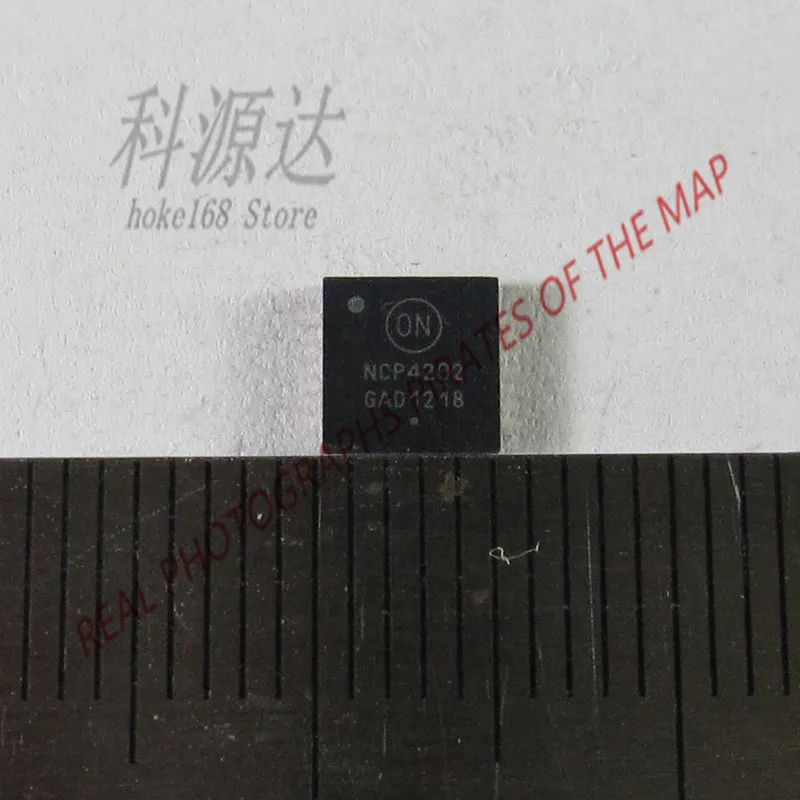 科源达
hoke168 Store
REAL PHOTOGRAPHS PIRATES OF THE MAP
ON
NCP4202
GAD1218